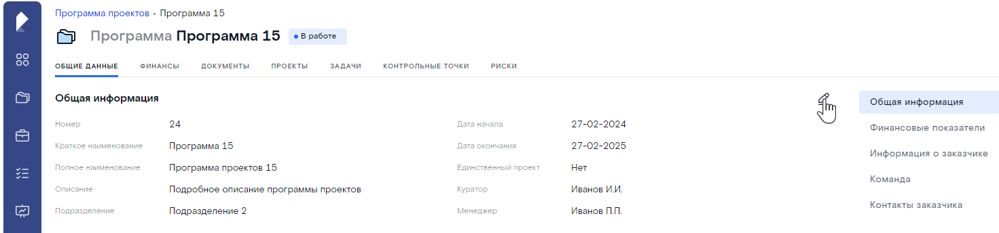 Программа проектов • Программа 15
Программа Программа 15 • В работе
ОБЩИЕ ДАННЫЕ ФИНАНСЫ ДОКУМЕНТЫ ПРОЕКТЫ ЗАДАЧИ КОНТРОЛЬНЫЕ ТОЧКИ РИСКИ
Общая информация
Номер 24
Краткое наименование Программа 15
Полное наименование Программа проектов 15
Описание Подробное описание программы проектов
Подразделение Подразделение 2
Дата начала 27-02-2024
Дата окончания 27-02-2025
Единственный проект Нет
Куратор Иванов И.И.
Менеджер Иванов П.П.
Общая информация
Финансовые показатели
Информация о заказчике
Команда
Контакты заказчика